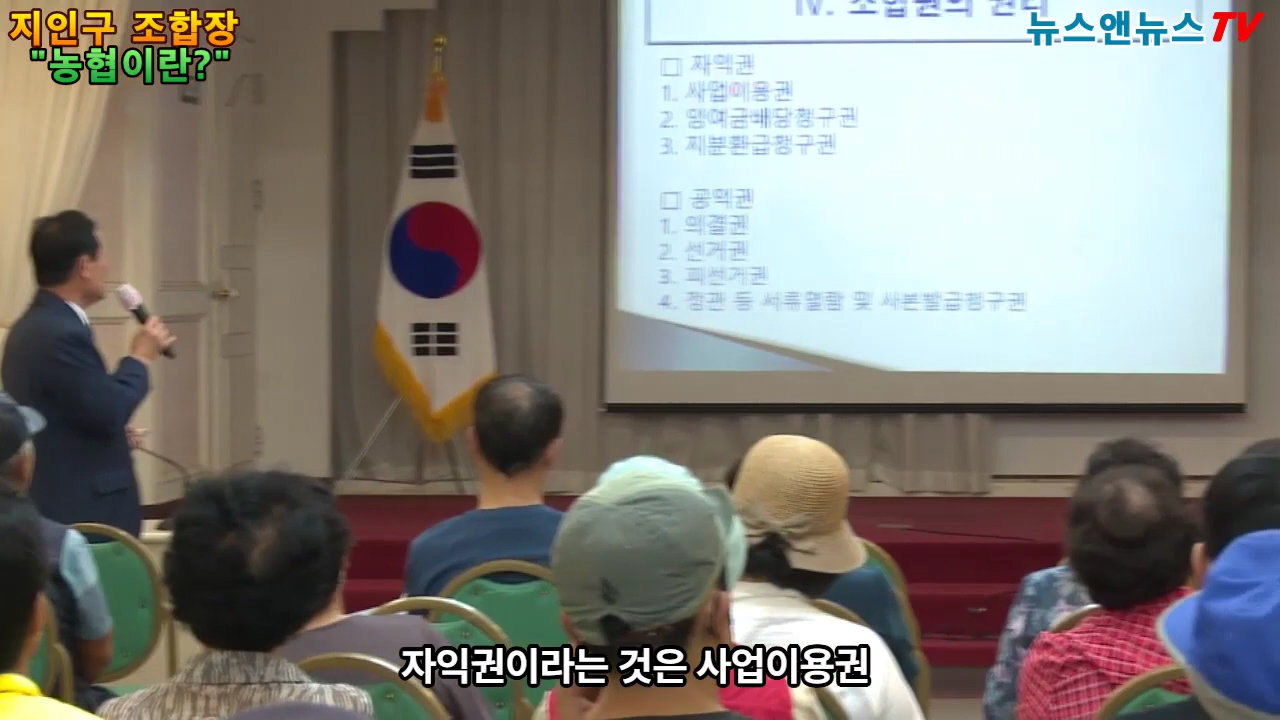 지인구 조합장
"농협이란?"
뉴스앤뉴스TV
Ⅳ. 조합원의 권리
□ 자익권
1. 사업이용권
2. 잉여금배당청구권
3. 지분환급청구권
□ 공익권
1. 의결권
2. 선거권
3. 피선거권
4. 정관 등 서류열람 및 사본발급청구권
자익권이라는 것은 사업이용권